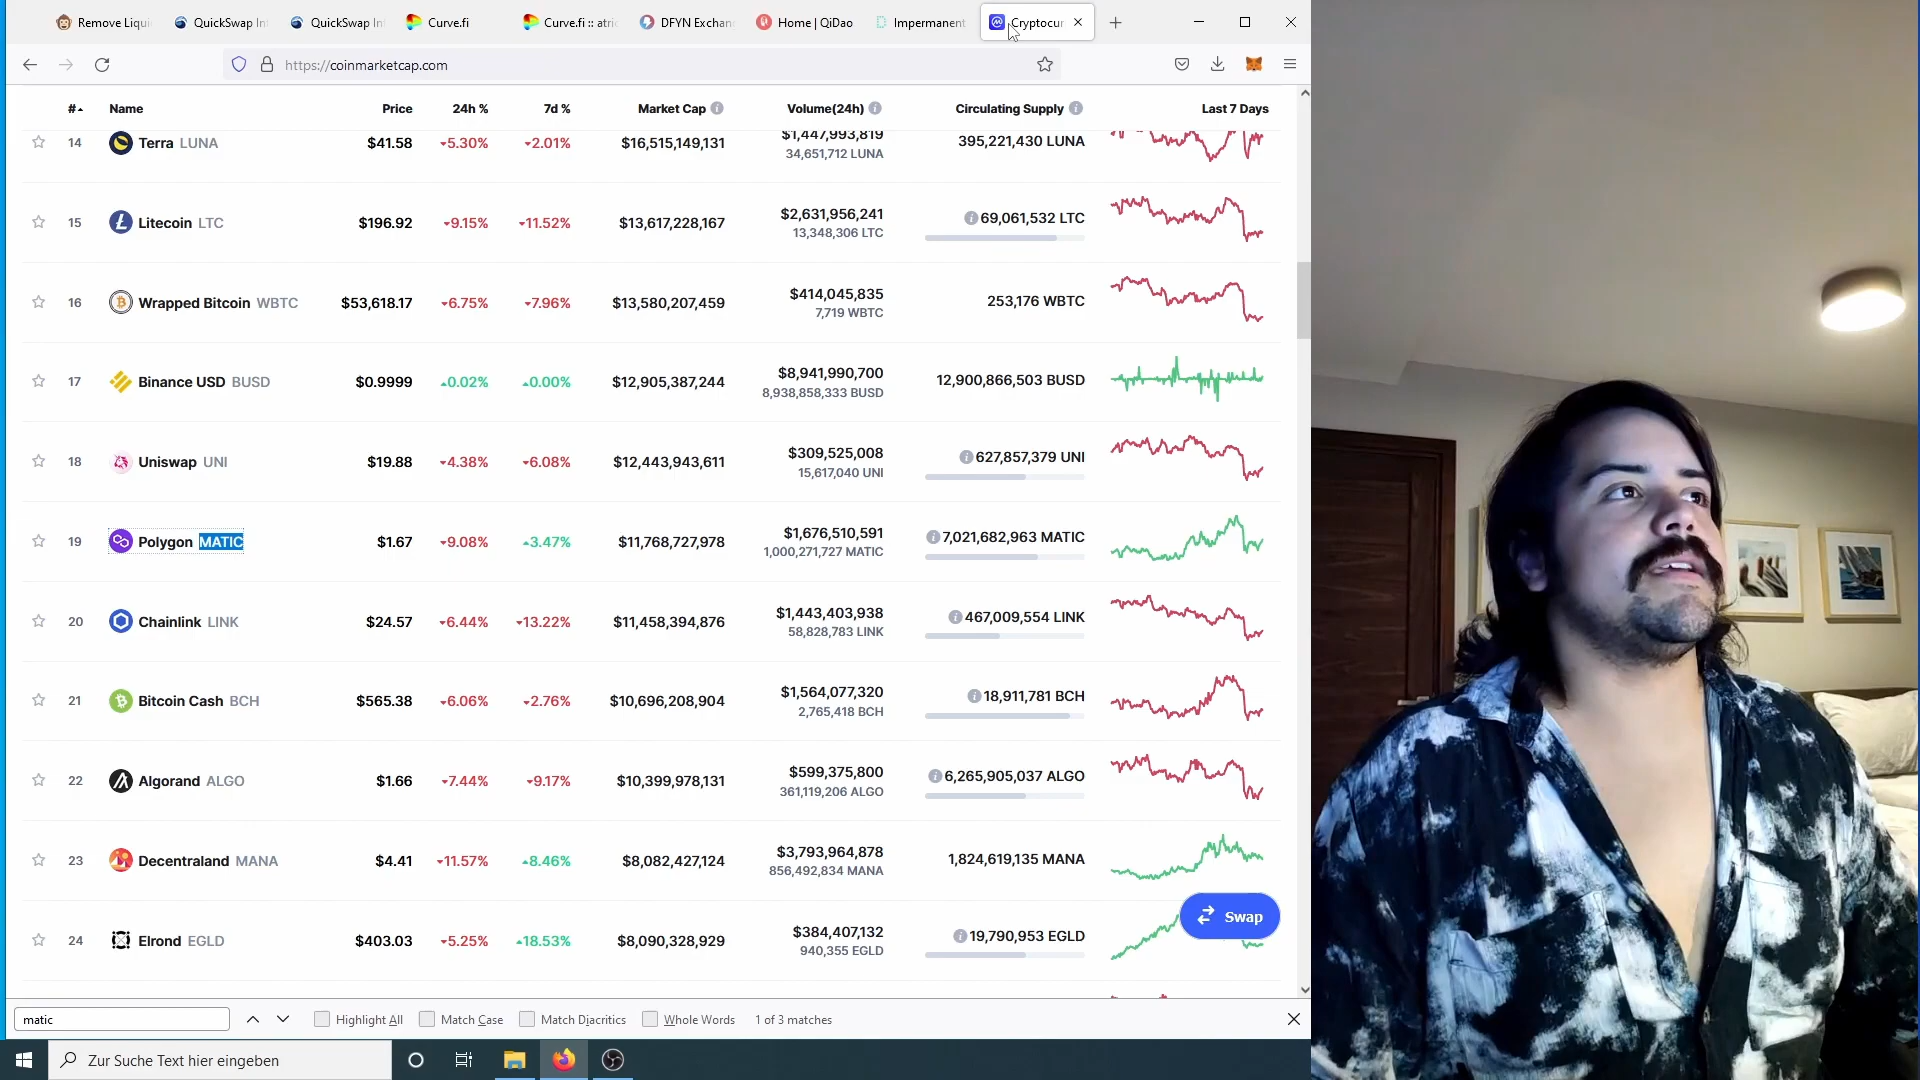 Remove Liqui
QuickSwap In
QuickSwap Inf
Curve.fi
Curve.fi :: atri
DFYN Exchan
Home | QiDao
Impermanent
Cryptocur
https://coinmarketcap.com
# Name Price 24h % 7d % Market Cap Volume(24h) Circulating Supply Last 7 Days
14 Terra LUNA $41.58 5.30% 2.01% $16,515,149,131 $1,447,993,819 395,221,430 LUNA
34,651,712 LUNA
15 Litecoin LTC $196.92 9.15% 11.52% $13,617,228,167 $2,631,956,241 69,061,532 LTC
13,348,306 LTC
16 Wrapped Bitcoin WBTC $53,618.17 6.75% 7.96% $13,580,207,459 $414,045,835 253,176 WBTC
7,719 WBTC
17 Binance USD BUSD $0.9999 0.02% 0.00% $12,905,387,244 $8,941,990,700 12,900,866,503 BUSD
8,938,858,333 BUSD
18 Uniswap UNI $19.88 4.38% 6.08% $12,443,943,611 $309,525,008 627,857,379 UNI
15,617,040 UNI
19 Polygon MATIC $1.67 9.08% 3.47% $11,768,727,978 $1,676,510,591 7,021,682,963 MATIC
1,000,271,727 MATIC
20 Chainlink LINK $24.57 6.44% 13.22% $11,458,394,876 $1,443,403,938 467,009,554 LINK
58,828,783 LINK
21 Bitcoin Cash BCH $565.38 6.06% 2.76% $10,696,208,904 $1,564,077,320 18,911,781 BCH
2,765,418 BCH
22 Algorand ALGO $1.66 7.44% 9.17% $10,399,978,131 $599,375,800 6,265,905,037 ALGO
361,119,206 ALGO
23 Decentraland MANA $4.41 11.57% 8.46% $8,082,427,124 $3,793,964,878 1,824,619,135 MANA
856,492,834 MANA
24 Elrond EGLD $403.03 5.25% 18.53% $8,090,328,929 $384,407,132 19,790,953 EGLD
940,355 EGLD
Swap
matic Highlight All Match Case Match Diacritics Whole Words 1 of 3 matches
Zur Suche Text hier eingeben